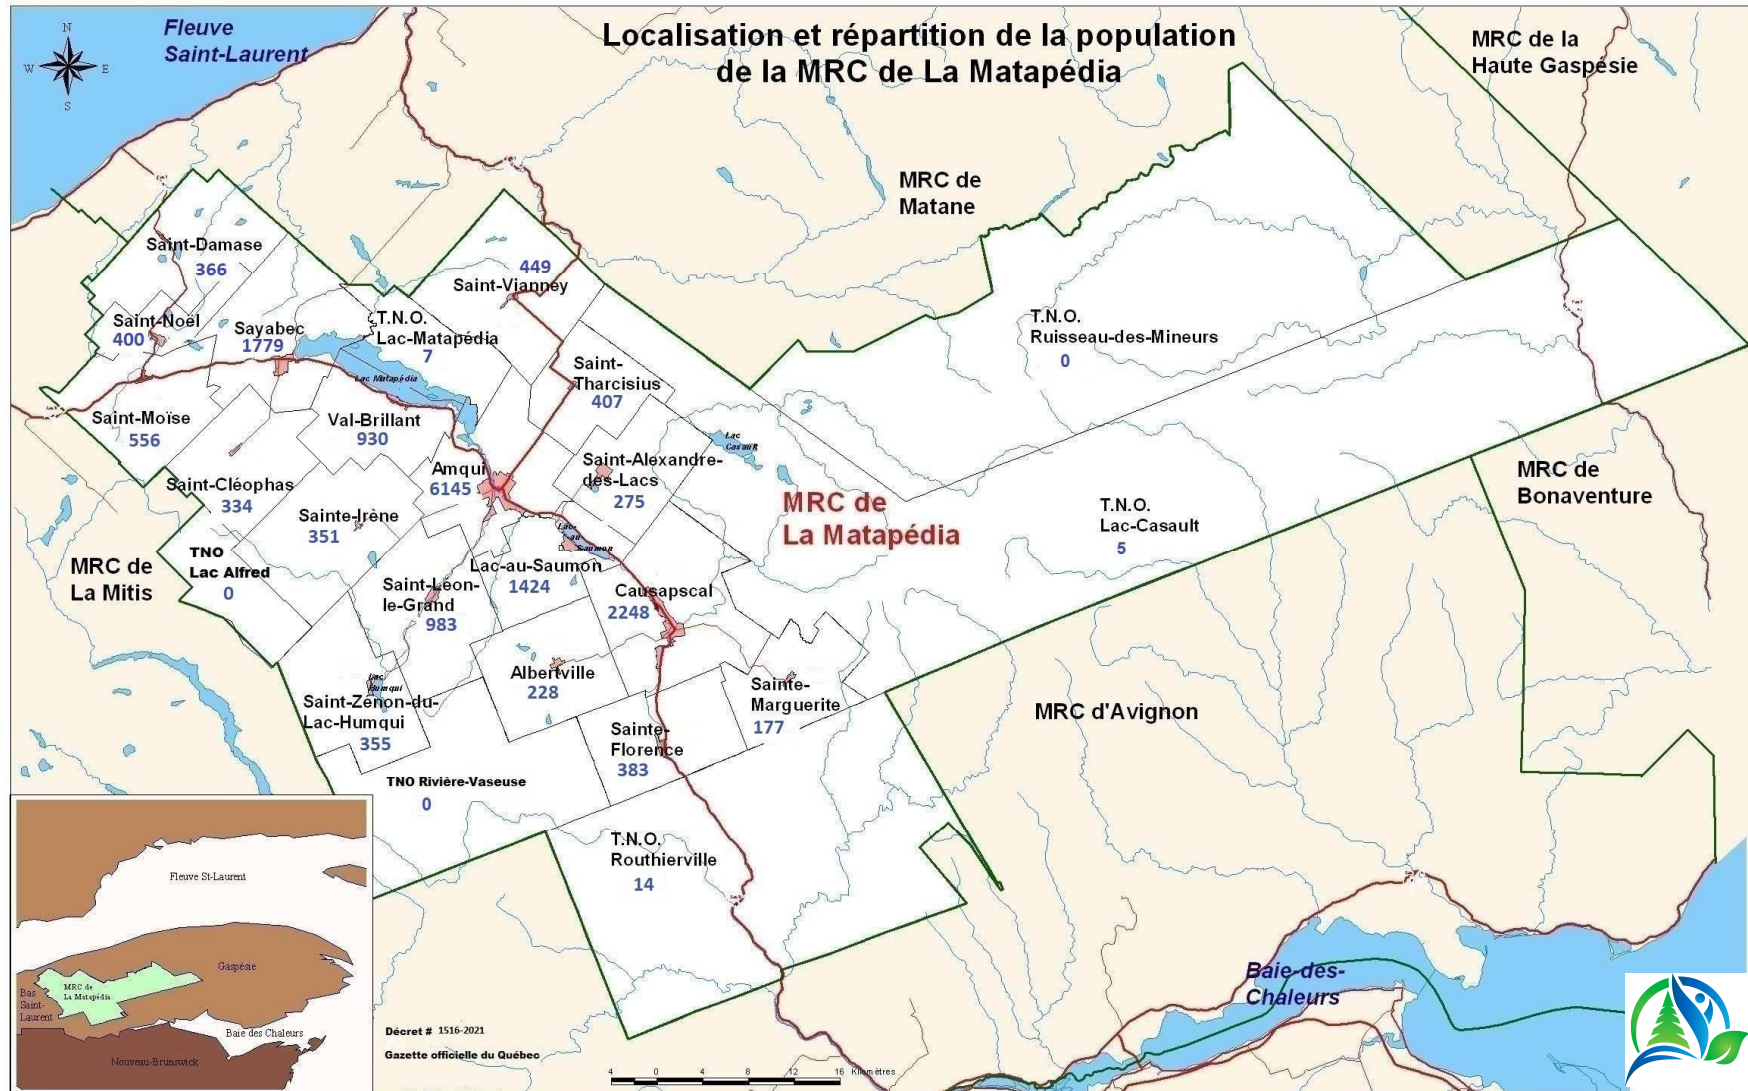 Localisation et répartition de la population
de la MRC de La Matapédia
Fleuve
Saint-Laurent
N
W
E
S
MRC de la
Haute Gaspésie
MRC de
Matane
Saint-Damase
366
449
Saint-Vianney
Saint-Noël
400
Sayabec
1779
T.N.O.
Lac-Matapédia
7
T.N.O.
Ruisseau-des-Mineurs
0
Lac Matapédia
Saint-
Tharcisius
407
Saint-Moïse
556
Val-Brillant
930
Lac
Casault
Amqui
6145
Saint-Alexandre-
des-Lacs
275
Saint-Cléophas
334
Sainte-Irène
351
MRC de
La Matapédia
T.N.O.
Lac-Casault
5
MRC de
Bonaventure
TNO
Lac Alfred
0
MRC de
La Mitis
Lac-
au
Saumon
Lac-au-Saumon
1424
Saint-Léon-
le-Grand
983
Causapscal
2248
Albertville
228
Lac
Humqui
Saint-Zénon-du-
Lac-Humqui
355
Sainte-
Marguerite
177
MRC d'Avignon
Sainte-
Florence
383
TNO Rivière-Vaseuse
0
T.N.O.
Routhierville
14
Baie-des-
Chaleurs
Fleuve St-Laurent
Gaspésie
MRC de
La Matapédia
Bas
Saint-
Laurent
Baie des Chaleurs
Nouveau-Brunswick
Décret # 1516-2021
Gazette officielle du Québec
4 0 4 8 12 16 Kilomètres